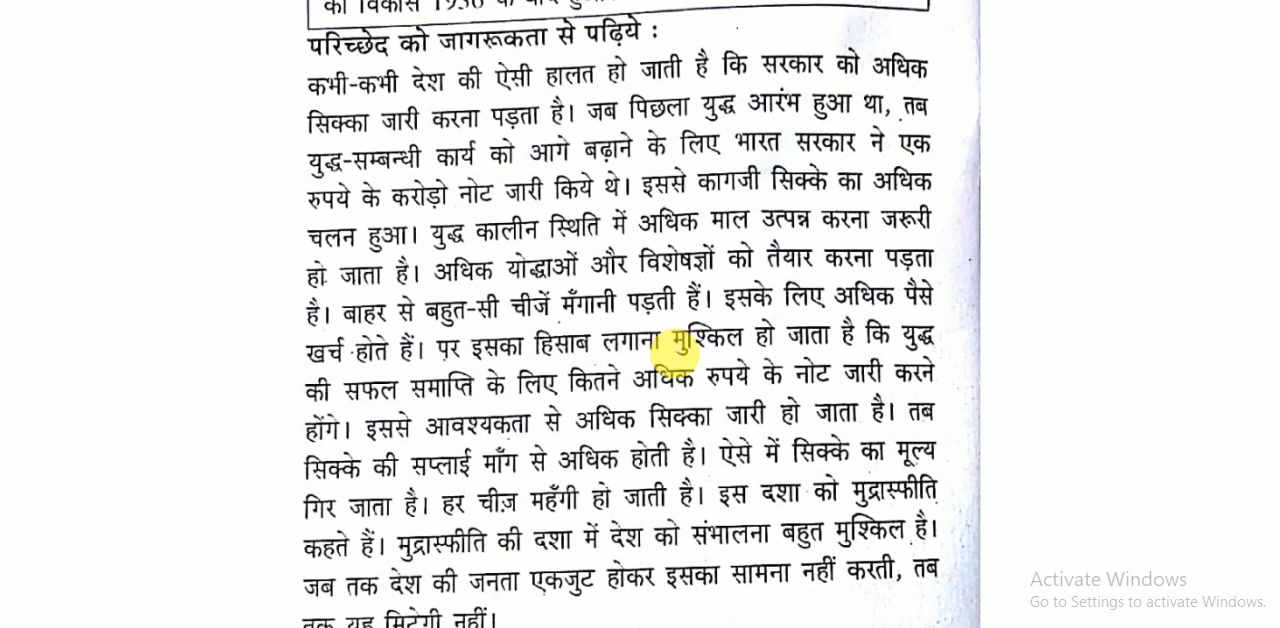 का विकास 1936 के बाद
परिच्छेद को जागरूकता से पढ़िये :
कभी-कभी देश की ऐसी हालत हो जाती है कि सरकार को अधिक
सिक्का जारी करना पड़ता है। जब पिछला युद्ध आरंभ हुआ था, तब
युद्ध-सम्बन्धी कार्य को आगे बढ़ाने के लिए भारत सरकार ने एक
रुपये के करोड़ो नोट जारी किये थे। इससे कागजी सिक्के का अधिक
चलन हुआ। युद्ध कालीन स्थिति में अधिक माल उत्पन्न करना जरूरी
हो जाता है। अधिक योद्धाओं और विशेषज्ञों को तैयार करना पड़ता
है। बाहर से बहुत-सी चीजें मँगानी पड़ती हैं। इसके लिए अधिक पैसे
खर्च होते हैं। पर इसका हिसाब लगाना मुश्किल हो जाता है कि युद्ध
की सफल समाप्ति के लिए कितने अधिक रुपये के नोट जारी करने
होंगे। इससे आवश्यकता से अधिक सिक्का जारी हो जाता है। तब
सिक्के की सप्लाई माँग से अधिक होती है। ऐसे में सिक्के का मूल्य
गिर जाता है। हर चीज़ महँगी हो जाती है। इस दशा को मुद्रास्फीति
कहते हैं। मुद्रास्फीति की दशा में देश को संभालना बहुत मुश्किल है।
जब तक देश की जनता एकजुट होकर इसका सामना नहीं करती, तब
तक यह मिटेगी नहीं।
Activate Windows
Go to Settings to activate Windows.